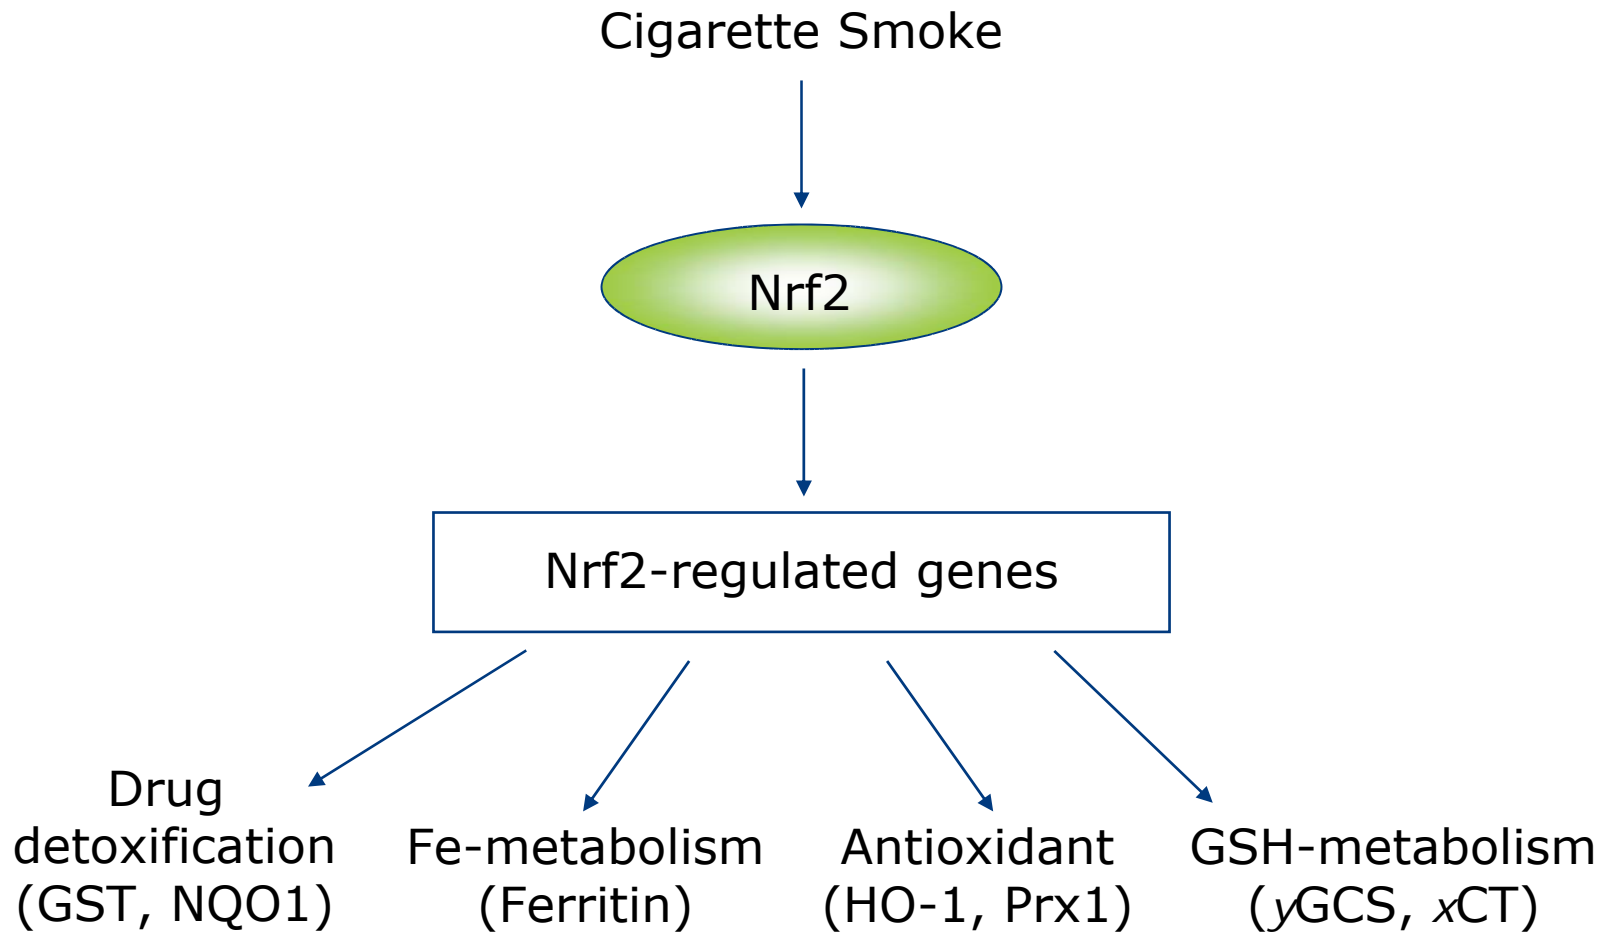 Cigarette Smoke
Nrf2
Nrf2-regulated genes
Drug
detoxification
(GST, NQO1)
Fe-metabolism
(Ferritin)
Antioxidant
(HO-1, Prx1)
GSH-metabolism
(yGCS, xCT)